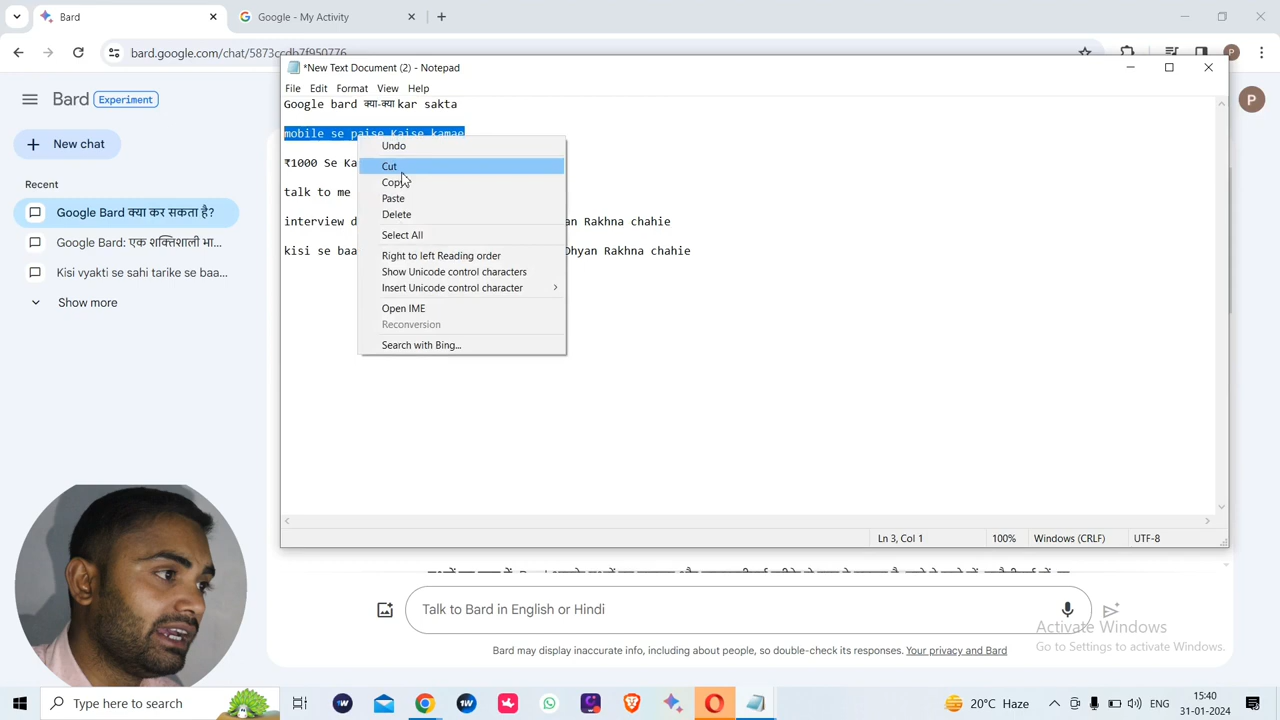 Bard
Google - My Activity
bard.google.com/chat/5873ccdb7f950776
P
*New Text Document (2) - Notepad
File Edit Format View Help
Bard Experiment
P
Google bard क्या-क्या kar sakta
New chat
mobile se paise Kaise kamae
Undo
₹1000 Se Ka
Cut
Recent
Copy
talk to me
Paste
Google Bard क्या कर सकता है?
Delete
interview d
an Rakhna chahie
Select All
Google Bard: एक शक्तिशाली भा...
kisi se baa
Dhyan Rakhna chahie
Right to left Reading order
Kisi vyakti se sahi tarike se baa...
Show Unicode control characters
Insert Unicode control character
Show more
Open IME
Reconversion
Search with Bing...
Ln 3, Col 1 100% Windows (CRLF) UTF-8
Talk to Bard in English or Hindi
Activate Windows
Go to Settings to activate Windows.
Bard may display inaccurate info, including about people, so double-check its responses. Your privacy and Bard
Type here to search
1W
1W
20°C Haze
ENG
15:40
31-01-2024